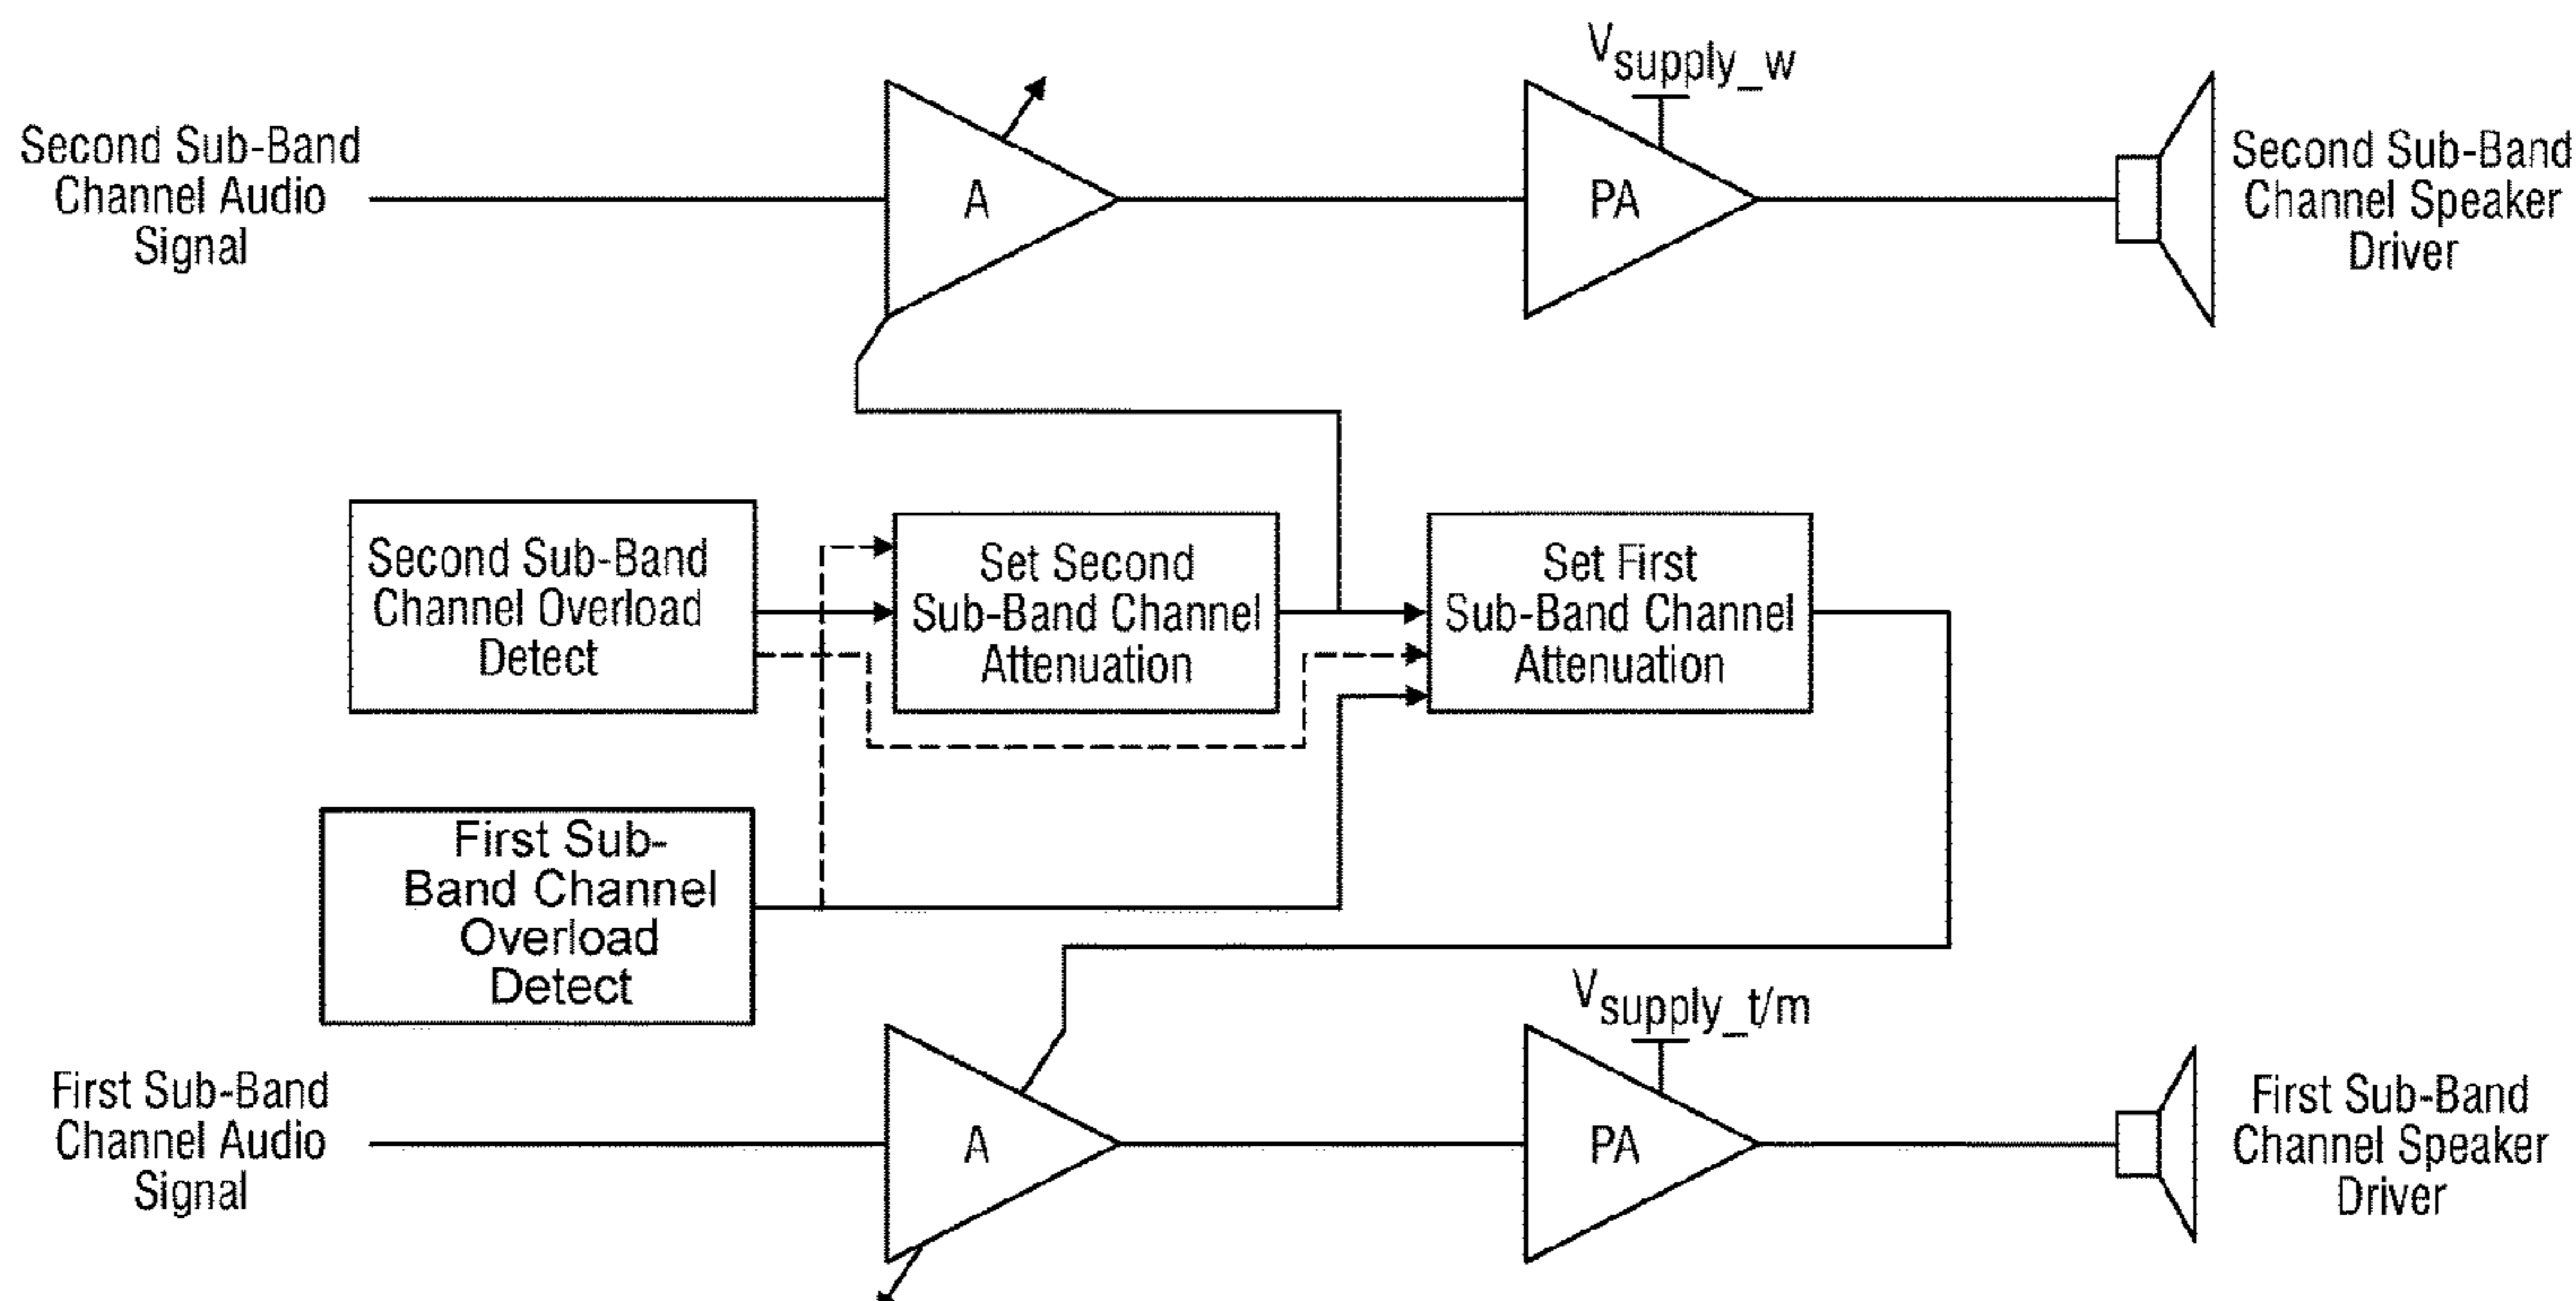 Second Sub-Band
Channel Audio
Signal
A
V supply_w
PA
Second Sub-Band
Channel Speaker
Driver
Second Sub-Band
Channel Overload
Detect
Set Second
Sub-Band Channel
Attenuation
Set First
Sub-Band Channel
Attenuation
First Sub-
Band Channel
Overload
Detect
First Sub-Band
Channel Audio
Signal
A
V supply_t/m
PA
First Sub-Band
Channel Speaker
Driver